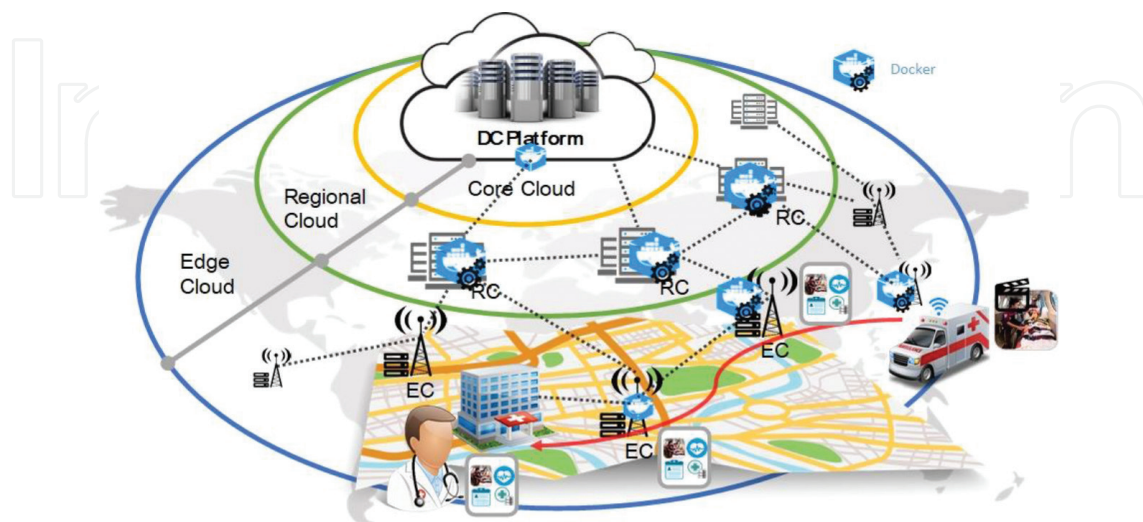 Docker
DC Platform
Core Cloud
Regional
Cloud
RC
Edge
Cloud
RC
RC
EC
EC
EC